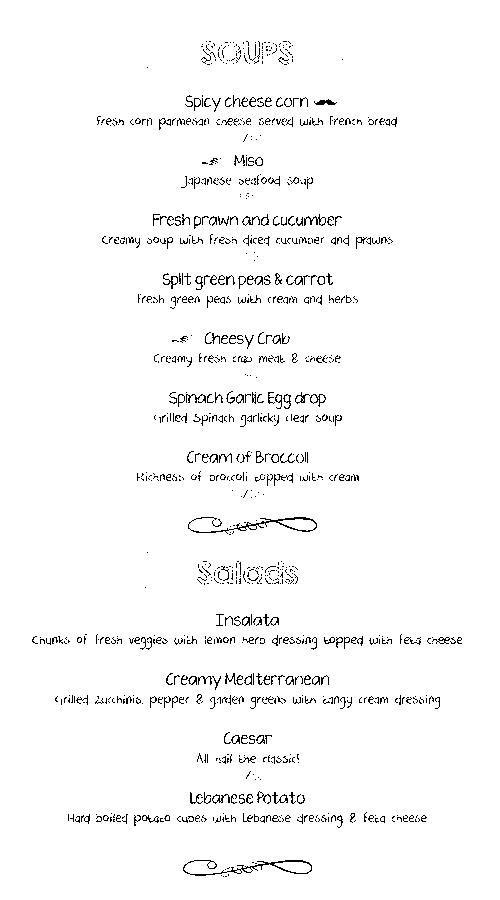 SOUPS
Spicy cheese corn
Fresh corn parmesan cheese served with french bread
Miso
Japanese seafood soup
Fresh prawn and cucumber
Creamy soup with fresh diced cucumber and prawns
Split green peas & carrot
Fresh green peas with cream and herbs
Cheesy Crab
Creamy fresh crab meat & cheese
Spinach Garlic Egg drop
Grilled Spinach garlicky clear soup
Cream of Broccoli
Richness of broccoli topped with cream
Salads
Insalata
Chunks of fresh veggies with lemon herb dressing topped with feta cheese
Creamy Mediterranean
Grilled Zucchinis, pepper & garden greens with tangy cream dressing
Caesar
All hail the classic!
Lebanese Potato
Hard boiled potato cubes with Lebanese dressing & feta cheese